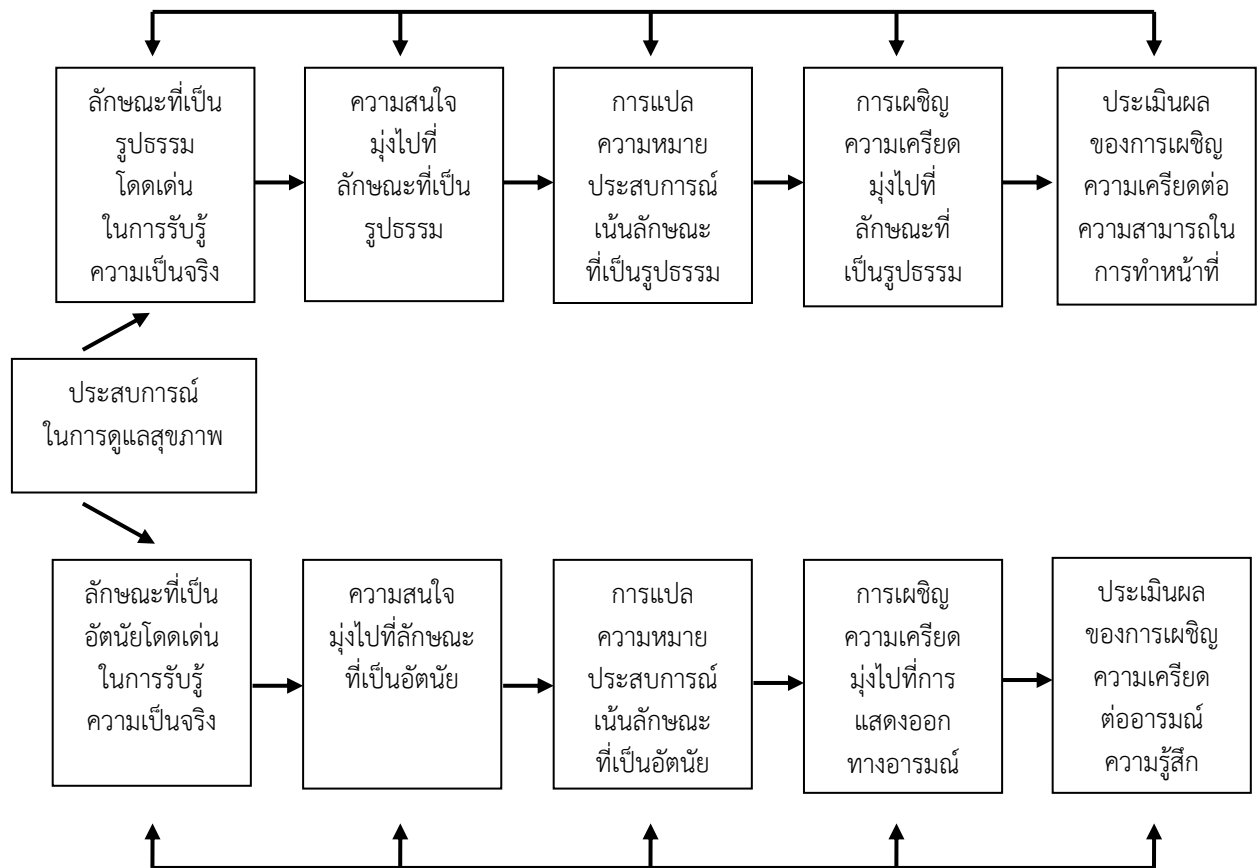 ลักษณะที่เป็น
รูปธรรม
โดดเด่น
ในการรับรู้
ความเป็นจริง
ความสนใจ
มุ่งไปที่
ลักษณะที่เป็น
รูปธรรม
การแปล
ความหมาย
ประสบการณ์
เน้นลักษณะ
ที่เป็นรูปธรรม
การเผชิญ
ความเครียด
มุ่งไปที่
ลักษณะที่
เป็นรูปธรรม
ประเมินผล
ของการเผชิญ
ความเครียดต่อ
ความสามารถใน
การทำหน้าที่
ประสบการณ์
ในการดูแลสุขภาพ
ลักษณะที่เป็น
อัตนัยโดดเด่น
ในการรับรู้
ความเป็นจริง
ความสนใจ
มุ่งไปที่ลักษณะ
ที่เป็นอัตนัย
การแปล
ความหมาย
ประสบการณ์
เน้นลักษณะ
ที่เป็นอัตนัย
การเผชิญ
ความเครียด
มุ่งไปที่การ
แสดงออก
ทางอารมณ์
ประเมินผล
ของการเผชิญ
ความเครียด
ต่ออารมณ์
ความรู้สึก